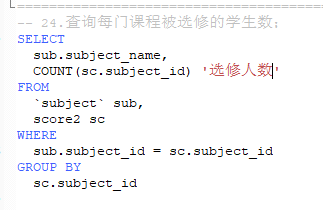 -- 24.查询每门课程被选修的学生数;
SELECT
sub.subject_name,
COUNT(sc.subject_id) '选修人数'
FROM
`subject` sub,
score2 sc
WHERE
sub.subject_id = sc.subject_id
GROUP BY
sc.subject_id